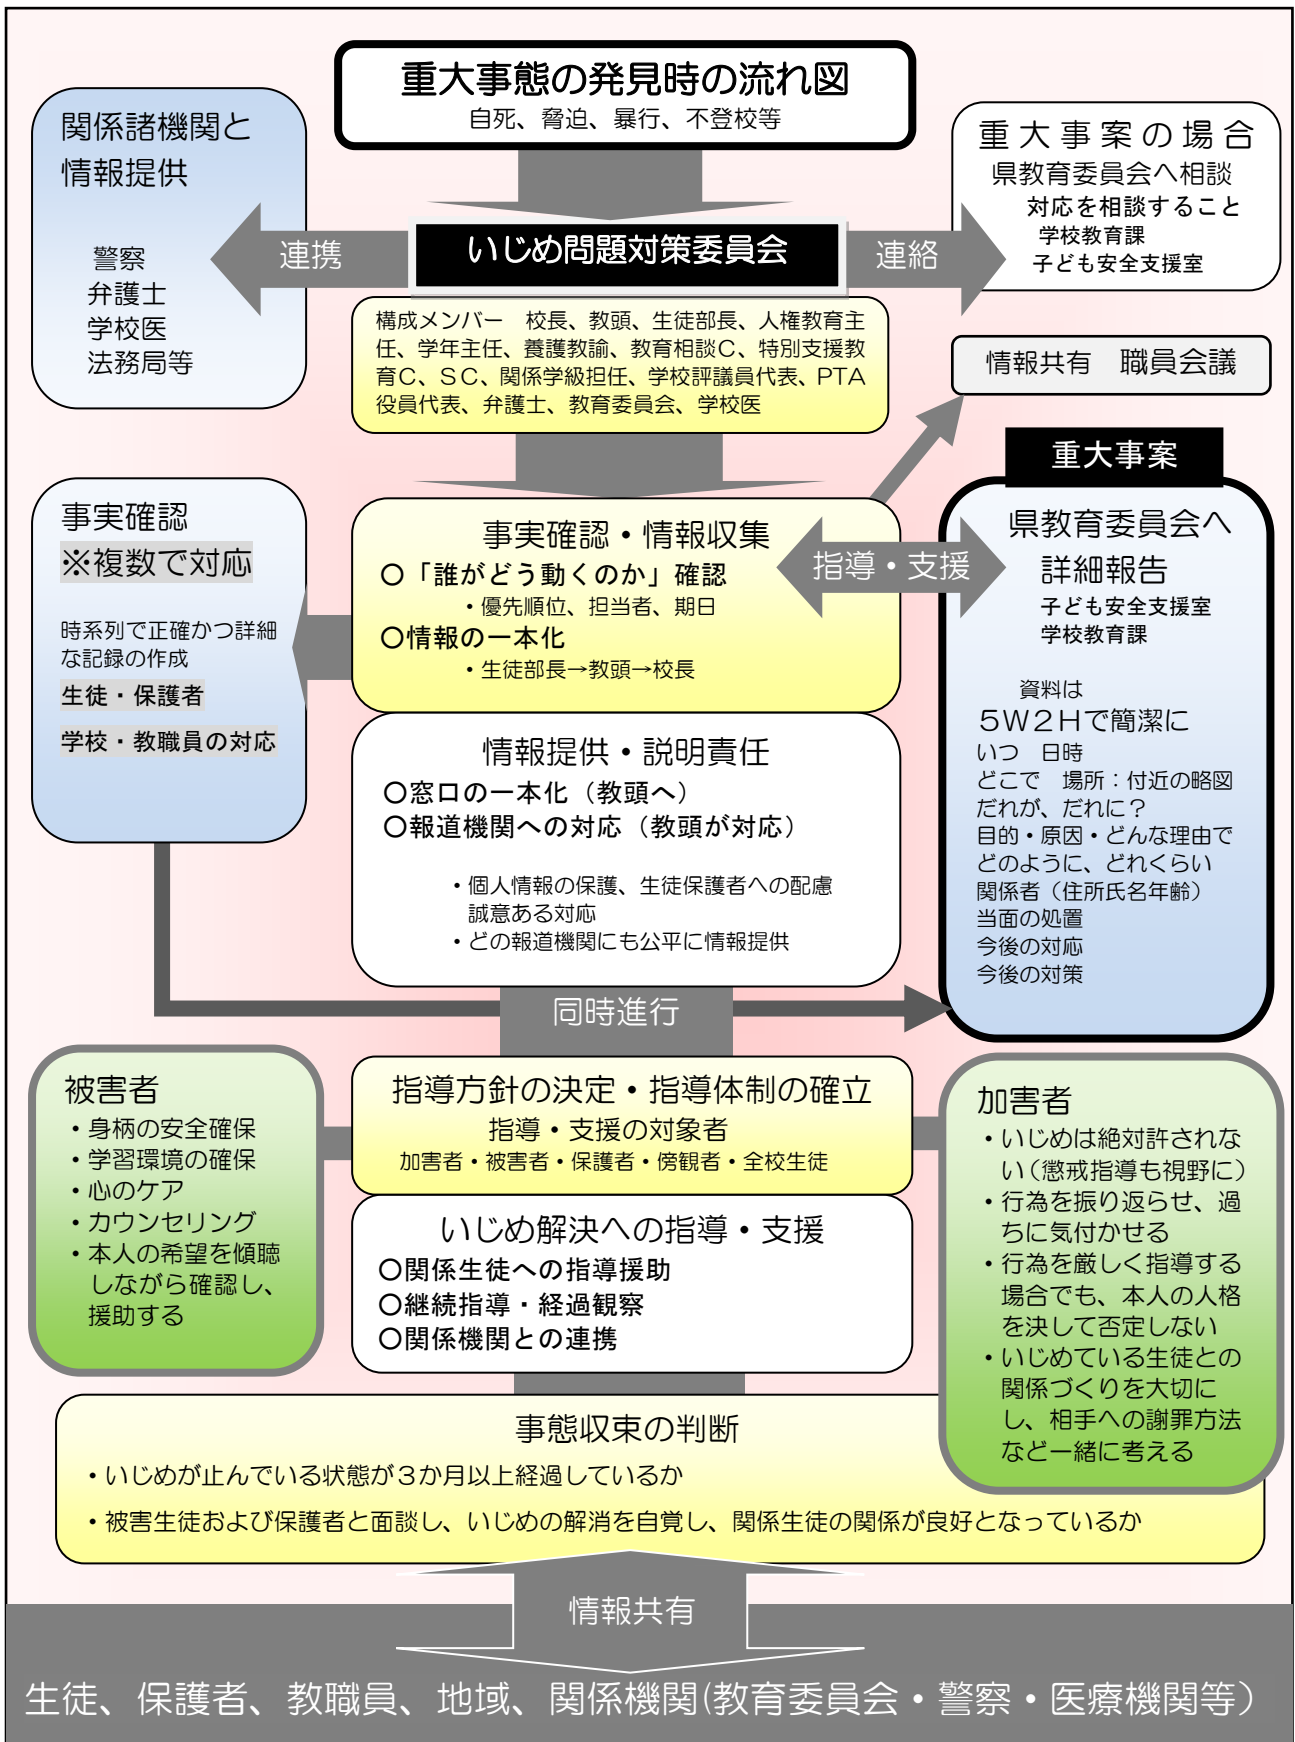 重大事態の発見時の流れ図
自死、脅迫、暴行、不登校等
関係諸機関と
情報提供
警察
弁護士
学校医
法務局等
連携
いじめ問題対策委員会
連絡
重大事案の場合
県教育委員会へ相談
対応を相談すること
学校教育課
子ども安全支援室
構成メンバー　校長、教頭、生徒部長、人権教育主
任、学年主任、養護教諭、教育相談C、特別支援教
育C、SC、関係学級担任、学校評議員代表、PTA
役員代表、弁護士、教育委員会、学校医
情報共有　職員会議
事実確認
※複数で対応
時系列で正確かつ詳細
な記録の作成
生徒・保護者
学校・教職員の対応
事実確認・情報収集
〇「誰がどう動くのか」確認
・優先順位、担当者、期日
〇情報の一本化
・生徒部長→教頭→校長
指導・支援
重大事案
県教育委員会へ
詳細報告
子ども安全支援室
学校教育課
資料は
5W2Hで簡潔に
いつ　日時
どこで　場所：付近の略図
だれが、だれに？
目的・原因・どんな理由で
どのように、どれくらい
関係者（住所氏名年齢）
当面の処置
今後の対応
今後の対策
情報提供・説明責任
〇窓口の一本化（教頭へ）
〇報道機関への対応（教頭が対応）
・個人情報の保護、生徒保護者への配慮
誠意ある対応
・どの報道機関にも公平に情報提供
同時進行
被害者
・身柄の安全確保
・学習環境の確保
・心のケア
・カウンセリング
・本人の希望を傾聴
しながら確認し、
援助する
指導方針の決定・指導体制の確立
指導・支援の対象者
加害者・被害者・保護者・傍観者・全校生徒
いじめ解決への指導・支援
〇関係生徒への指導援助
〇継続指導・経過観察
〇関係機関との連携
加害者
・いじめは絶対許されな
い（懲戒指導も視野に）
・行為を振り返らせ、過
ちに気付かせる
・行為を厳しく指導する
場合でも、本人の人格
を決して否定しない
・いじめている生徒との
関係づくりを大切に
し、相手への謝罪方法
など一緒に考える
事態収束の判断
・いじめが止んでいる状態が３か月以上経過しているか
・被害生徒および保護者と面談し、いじめの解消を自覚し、関係生徒の関係が良好となっているか
情報共有
生徒、保護者、教職員、地域、関係機関(教育委員会・警察・医療機関等）